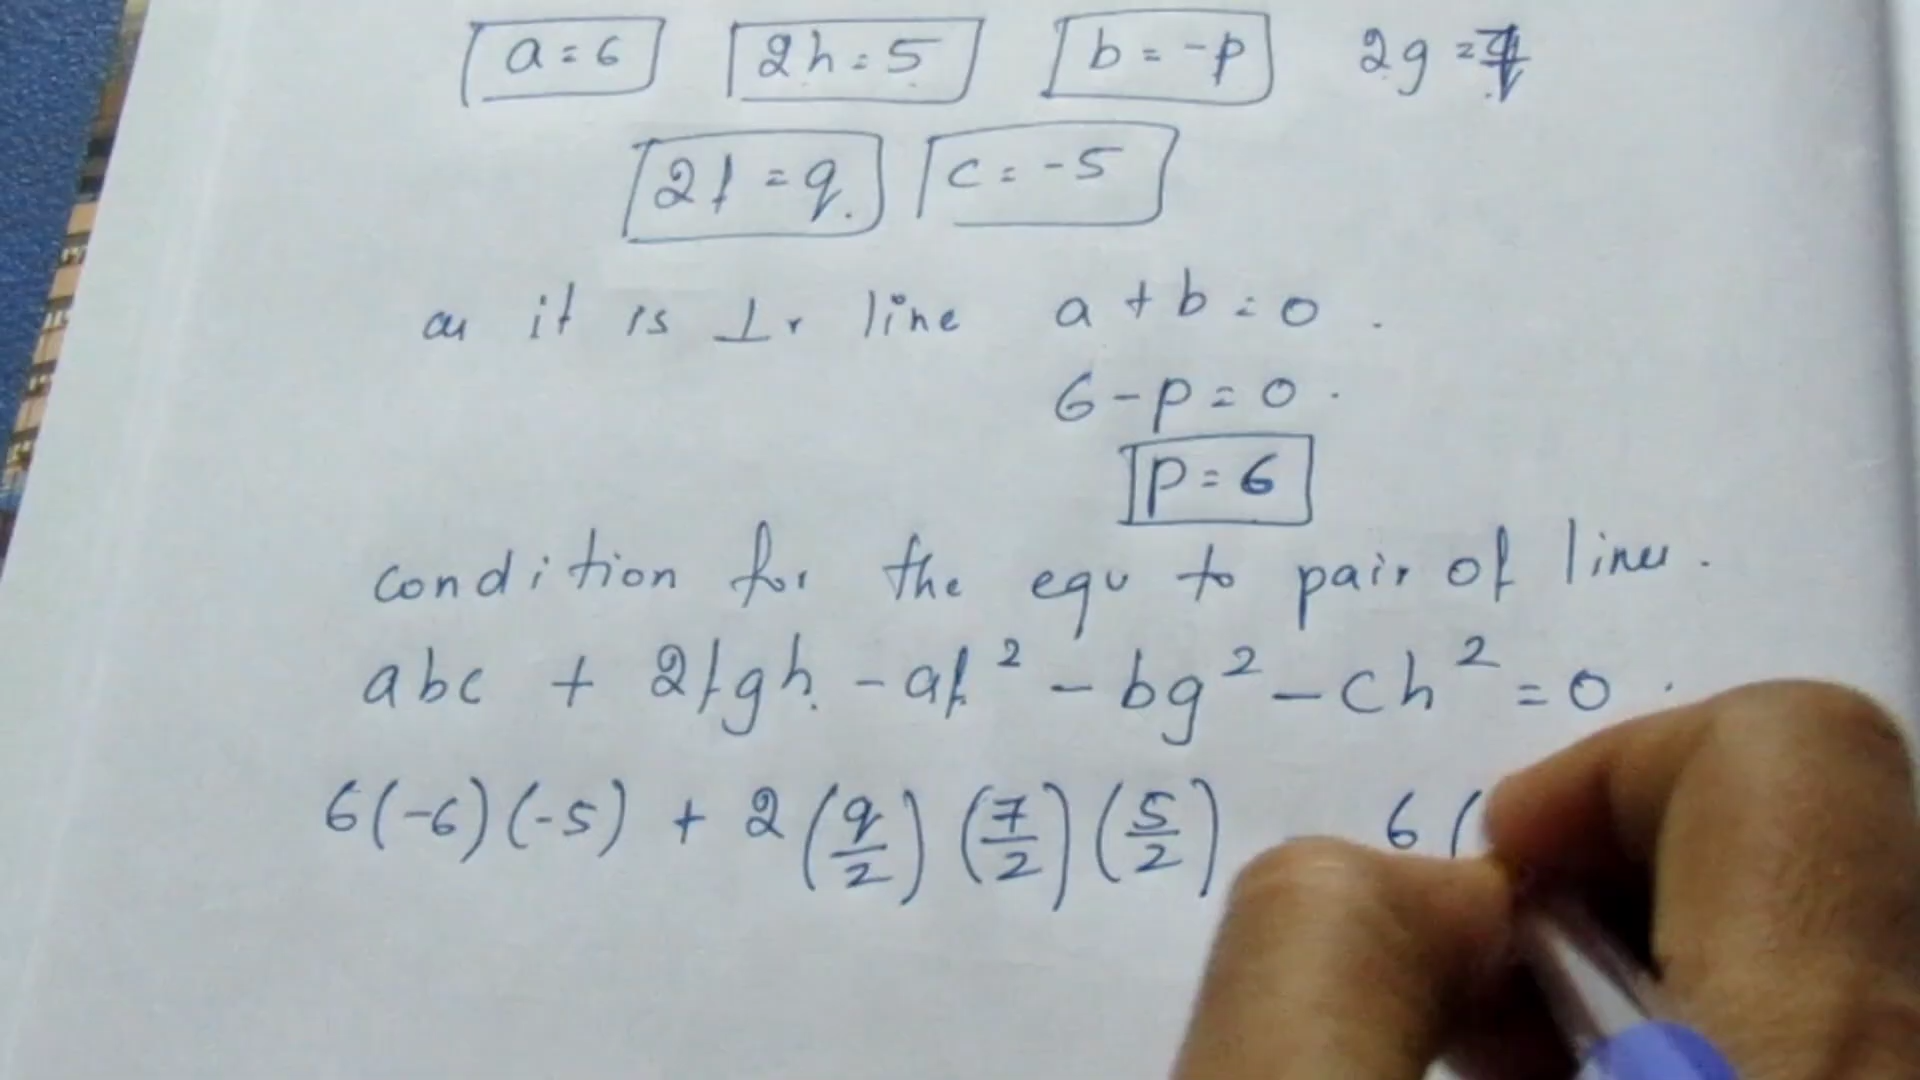 a = 6 2h = 5 b = -p 2g = 7
2f = q. c = -5
as it is ⊥r line a + b = 0.
6 - p = 0.
p = 6
condition for the equ to pair of lines.
abc + 2fgh - af² - bg² - ch² = 0.
6(-6)(-5) + 2(q/2)(7/2)(5/2) 6(